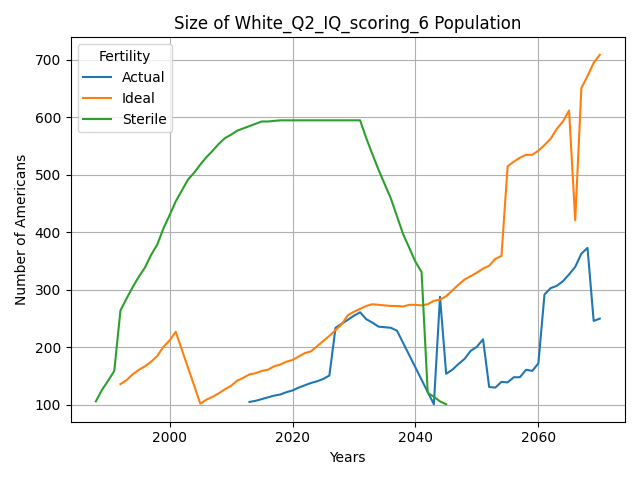 Size of White_Q2_IQ_scoring_6 Population
Fertility
Actual
Ideal
Sterile
700
600
500
400
300
200
100
Number of Americans
2000
2020
2040
2060
Years